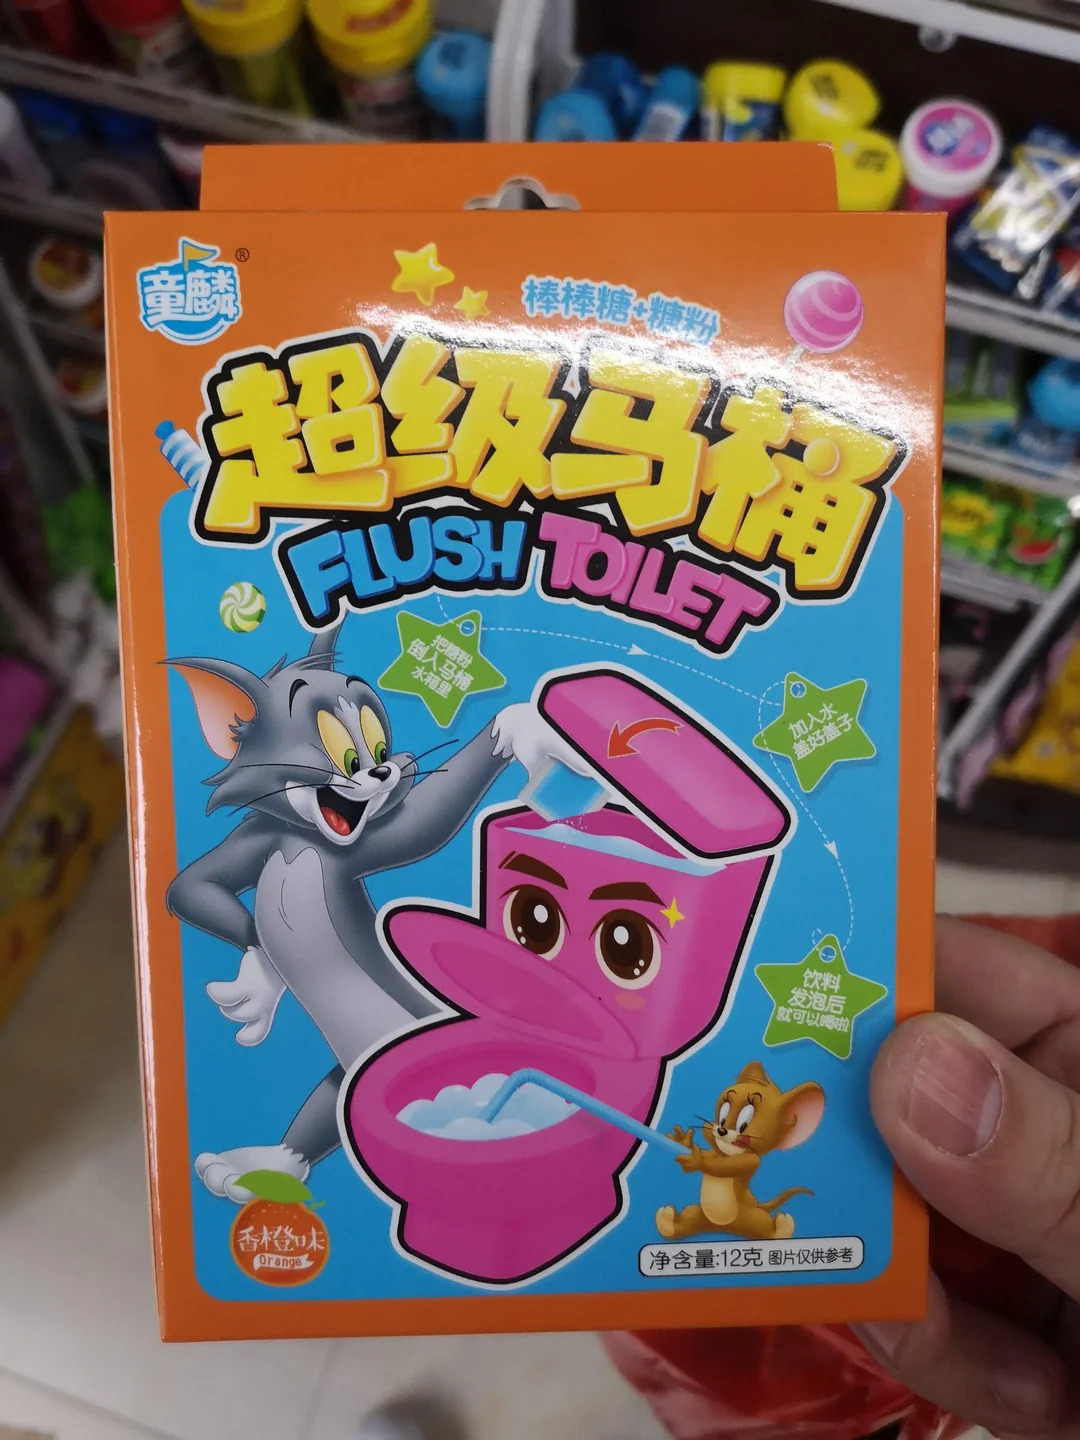 童麟®
棒棒糖+糖粉
超级马桶
FLUSH TOILET
把糖粉
倒入马桶
水箱里
加入水
盖好盖子
饮料
发泡后
就可以喝啦
香橙味
Orange
净含量:12克 图片仅供参考